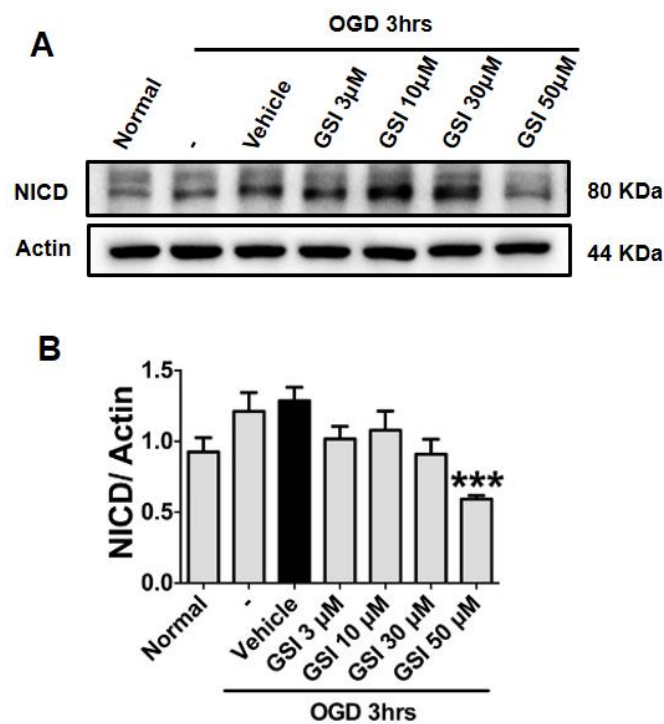 A
OGD 3hrs
Normal
-
Vehicle
GSI 3μM
GSI 10μM
GSI 30μM
GSI 50μM
NICD
80 KDa
Actin
44 KDa
B
NICD/ Actin
1.5
1.0
0.5
0.0
***
Normal
-
Vehicle
GSI 3 μM
GSI 10 μM
GSI 30 μM
GSI 50 μM
OGD 3hrs